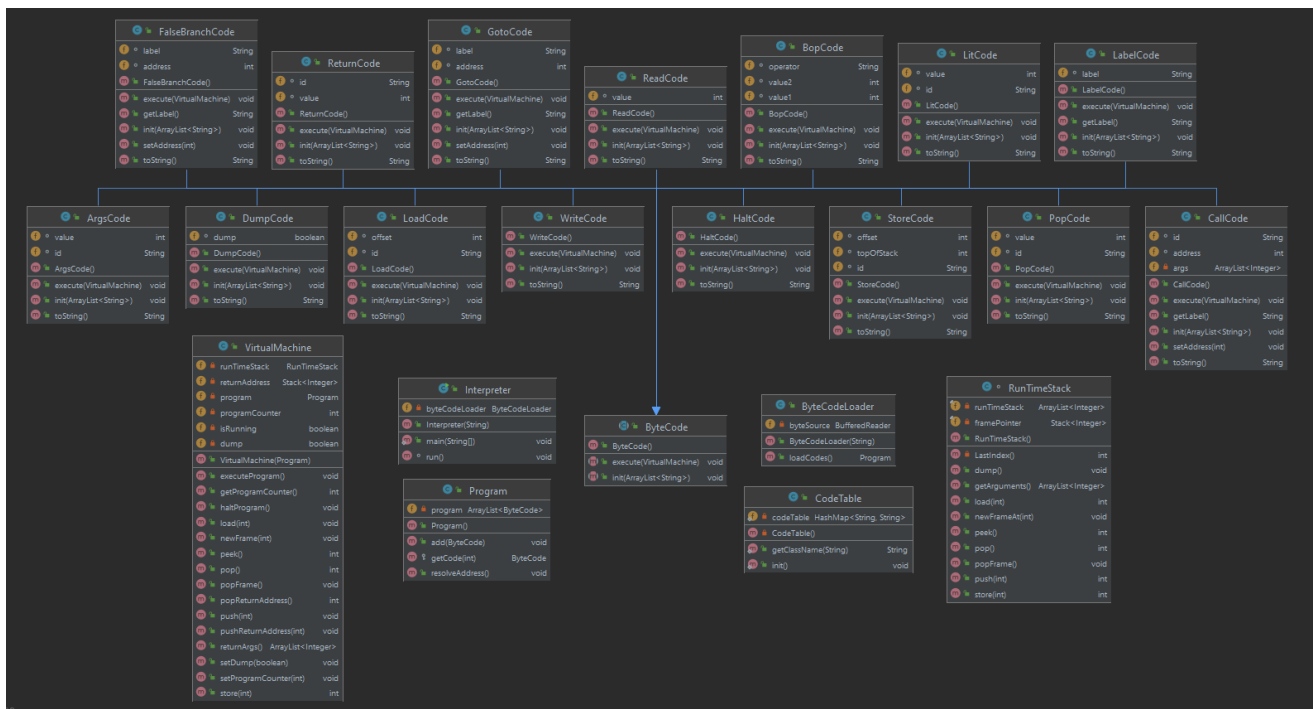 FalseBranchCode
label String
address int
FalseBranchCode()
execute(VirtualMachine) void
getLabel() String
init(ArrayList<String>) void
setAddress(int) void
toString() String
ReturnCode
id String
value int
ReturnCode()
execute(VirtualMachine) void
init(ArrayList<String>) void
toString() String
GotoCode
label String
address int
GotoCode()
execute(VirtualMachine) void
getLabel() String
init(ArrayList<String>) void
setAddress(int) void
toString() String
ReadCode
value int
ReadCode()
execute(VirtualMachine) void
init(ArrayList<String>) void
toString() String
BopCode
operator String
value2 int
value1 int
BopCode()
execute(VirtualMachine) void
init(ArrayList<String>) void
toString() String
LitCode
value int
id String
LitCode()
execute(VirtualMachine) void
init(ArrayList<String>) void
toString() String
LabelCode
label String
LabelCode()
execute(VirtualMachine) void
getLabel() String
init(ArrayList<String>) void
toString() String
ArgsCode
value int
id String
ArgsCode()
execute(VirtualMachine) void
init(ArrayList<String>) void
toString() String
DumpCode
dump boolean
DumpCode()
execute(VirtualMachine) void
init(ArrayList<String>) void
toString() String
LoadCode
offset int
id String
LoadCode()
execute(VirtualMachine) void
init(ArrayList<String>) void
toString() String
WriteCode
WriteCode()
execute(VirtualMachine) void
init(ArrayList<String>) void
toString() String
HaltCode
HaltCode()
execute(VirtualMachine) void
init(ArrayList<String>) void
toString() String
StoreCode
offset int
topOfStack int
id String
StoreCode()
execute(VirtualMachine) void
init(ArrayList<String>) void
toString() String
PopCode
value int
id String
PopCode()
execute(VirtualMachine) void
init(ArrayList<String>) void
toString() String
CallCode
id String
address int
args ArrayList<Integer>
CallCode()
execute(VirtualMachine) void
getLabel() String
init(ArrayList<String>) void
setAddress(int) void
toString() String
VirtualMachine
runTimeStack RunTimeStack
returnAddress Stack<Integer>
program Program
programCounter int
isRunning boolean
dump boolean
VirtualMachine(Program)
executeProgram() void
getProgramCounter() int
haltProgram() void
load(int) void
newFrame(int) void
peek() int
pop() int
popFrame() void
popReturnAddress() int
push(int) void
pushReturnAddress(int) void
returnArgs() ArrayList<Integer>
setDump(boolean) void
setProgramCounter(int) void
store(int) int
Interpreter
byteCodeLoader ByteCodeLoader
Interpreter(String)
main(String[]) void
run() void
Program
program ArrayList<ByteCode>
Program()
add(ByteCode) void
getCode(int) ByteCode
resolveAddress() void
ByteCode
ByteCode()
execute(VirtualMachine) void
init(ArrayList<String>) void
ByteCodeLoader
byteSource BufferedReader
ByteCodeLoader(String)
loadCodes() Program
CodeTable
codeTable HashMap<String, String>
CodeTable()
getClassName(String) String
init() void
RunTimeStack
runTimeStack ArrayList<Integer>
framePointer Stack<Integer>
RunTimeStack()
LastIndex() int
dump() void
getArguments() ArrayList<Integer>
load(int) int
newFrameAt(int) void
peek() int
pop() int
popFrame() void
push(int) int
store(int) int